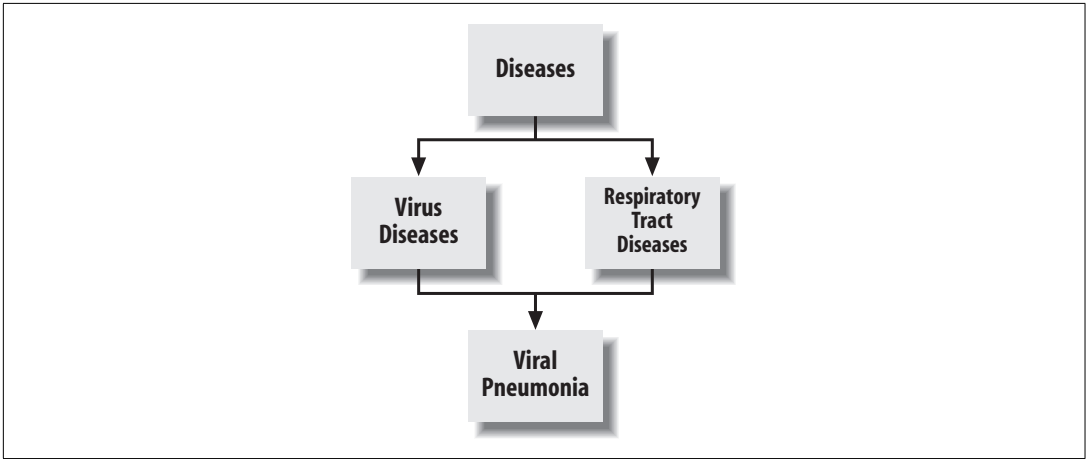 Diseases
Virus
Diseases
Respiratory
Tract
Diseases
Viral
Pneumonia